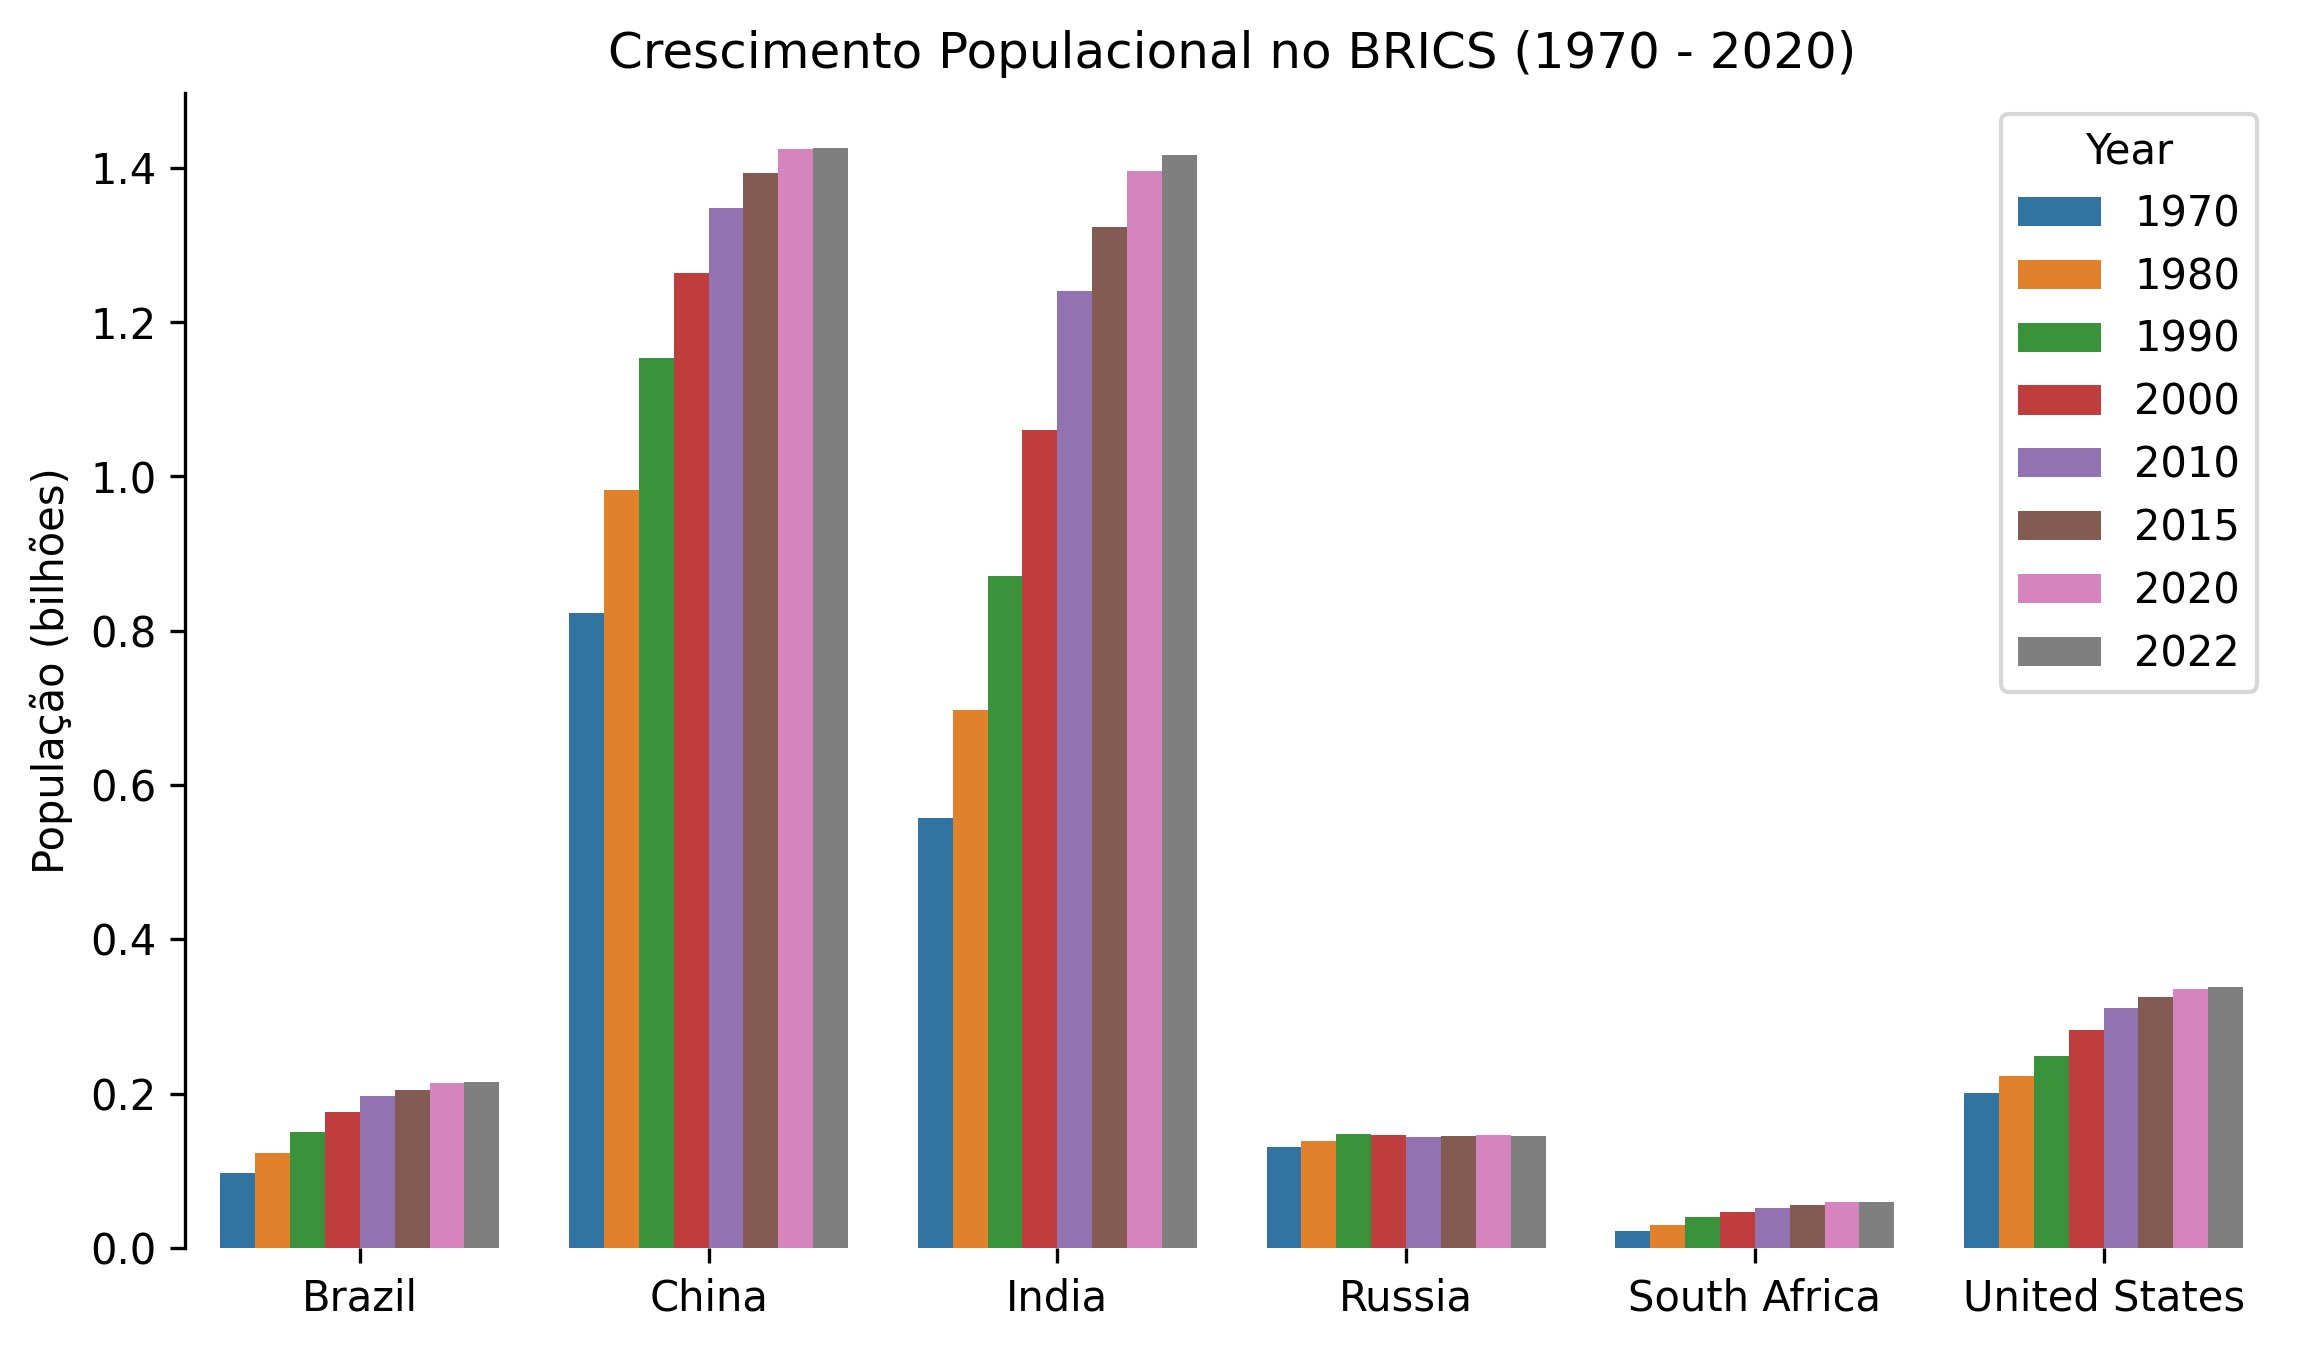 Crescimento Populacional no BRICS (1970 - 2020)
População (bilhões)
1.4
1.2
1.0
0.8
0.6
0.4
0.2
0.0
Brazil
China
India
Russia
South Africa
United States
Year
1970
1980
1990
2000
2010
2015
2020
2022